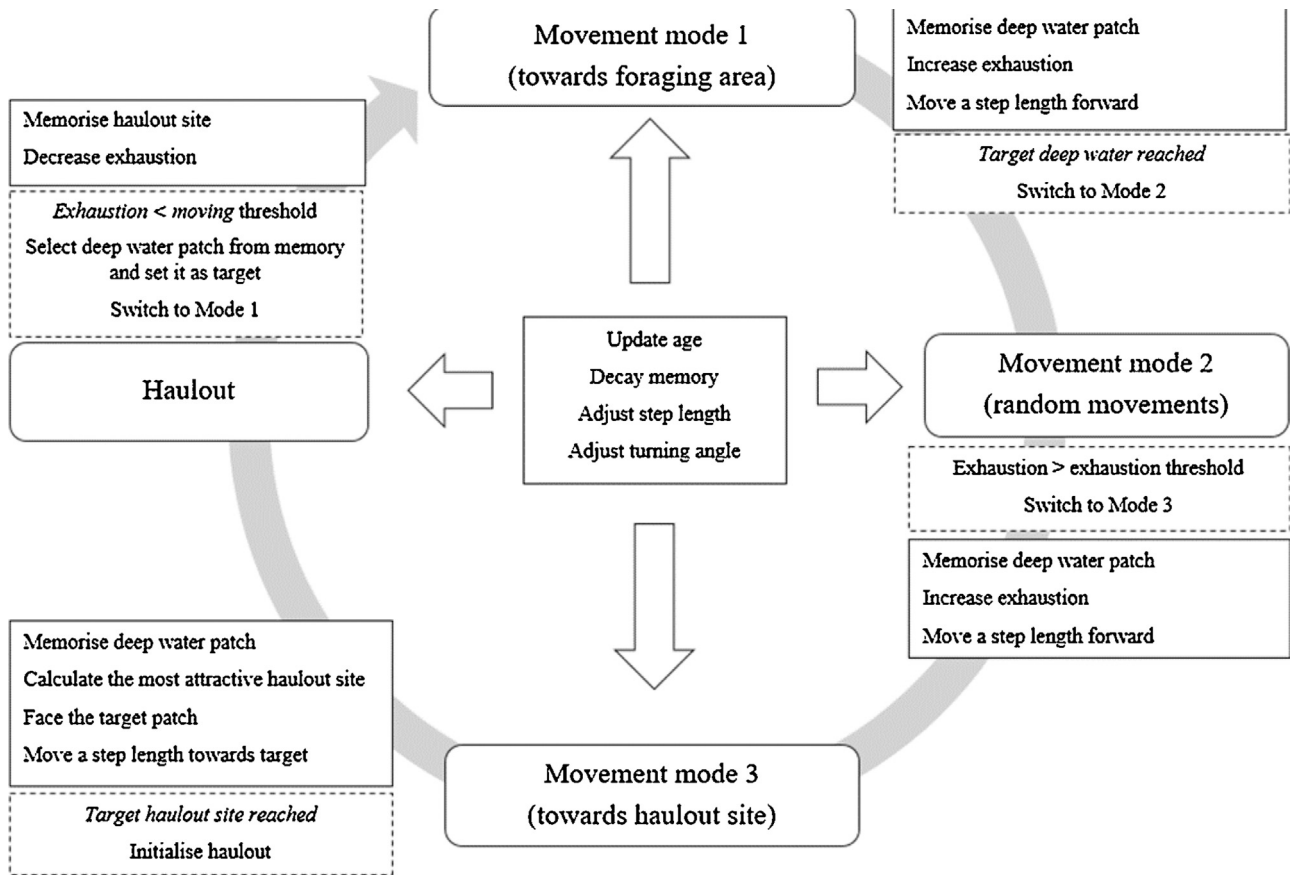 Movement mode 1
(towards foraging area)
Memorise deep water patch
Increase exhaustion
Move a step length forward
Target deep water reached
Switch to Mode 2
Memorise haulout site
Decrease exhaustion
Exhaustion < moving threshold
Select deep water patch from memory
and set it as target
Switch to Mode 1
Haulout
Update age
Decay memory
Adjust step length
Adjust turning angle
Movement mode 2
(random movements)
Exhaustion > exhaustion threshold
Switch to Mode 3
Memorise deep water patch
Increase exhaustion
Move a step length forward
Memorise deep water patch
Calculate the most attractive haulout site
Face the target patch
Move a step length towards target
Target haulout site reached
Initialise haulout
Movement mode 3
(towards haulout site)